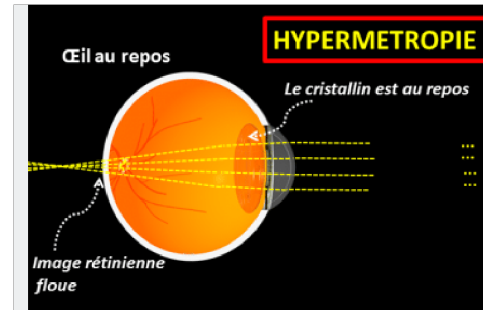 HYPERMETROPIE
Œil au repos
Le cristallin est au repos
Image rétinienne
floue